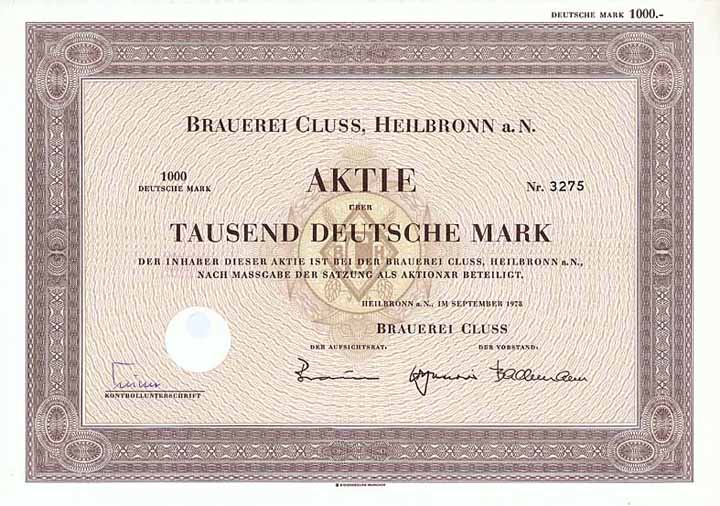 DEUTSCHE MARK 1000.-
BRAUEREI CLUSS, HEILBRONN a. N.
1000
DEUTSCHE MARK
AKTIE
Nr. 3275
ÜBER
TAUSEND DEUTSCHE MARK
DER INHABER DIESER AKTIE IST BEI DER BRAUEREI CLUSS, HEILBRONN a.N.,
NACH MASSGABE DER SATZUNG ALS AKTIONÄR BETEILIGT.
HEILBRONN a.N., IM SEPTEMBER 1978
BRAUEREI CLUSS
DER AUFSICHTSRAT:
DER VORSTAND:
KONTROLLUNTERSCHRIFT